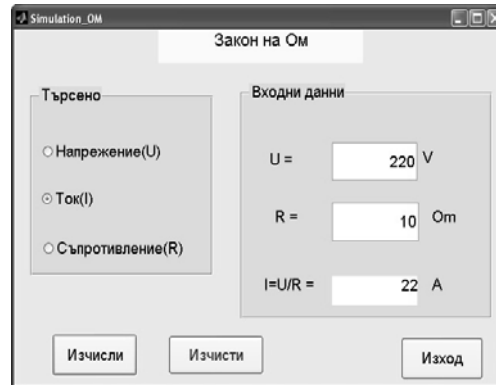 Simulation_OM
Закон на Ом
Търсено
Напрежение(U)
Ток(I)
Съпротивление(R)
Входни данни
U = 220 V
R = 10 Om
I=U/R = 22 A
Изчисли Изчисти Изход